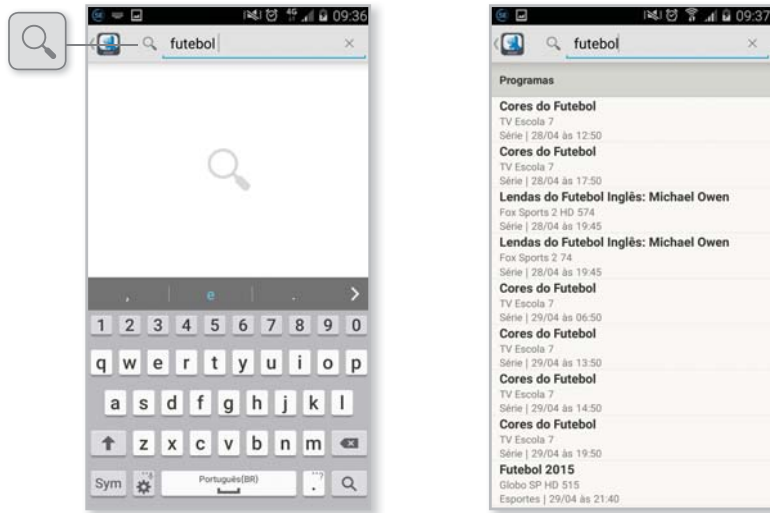 09:36
futebol
, e .
1 2 3 4 5 6 7 8 9 0
q w e r t y u i o p
a s d f g h j k l
z x c v b n m
Sym Português(BR) .
09:37
futebol
Programas
Cores do Futebol
TV Escola 7
Série | 28/04 às 12:50
Cores do Futebol
TV Escola 7
Série | 28/04 às 17:50
Lendas do Futebol Inglês: Michael Owen
Fox Sports 2 HD 574
Série | 28/04 às 19:45
Lendas do Futebol Inglês: Michael Owen
Fox Sports 2 74
Série | 28/04 às 19:45
Cores do Futebol
TV Escola 7
Série | 29/04 às 06:50
Cores do Futebol
TV Escola 7
Série | 29/04 às 13:50
Cores do Futebol
TV Escola 7
Série | 29/04 às 14:50
Cores do Futebol
TV Escola 7
Série | 29/04 às 19:50
Futebol 2015
Globo SP HD 515
Esportes | 29/04 às 21:40